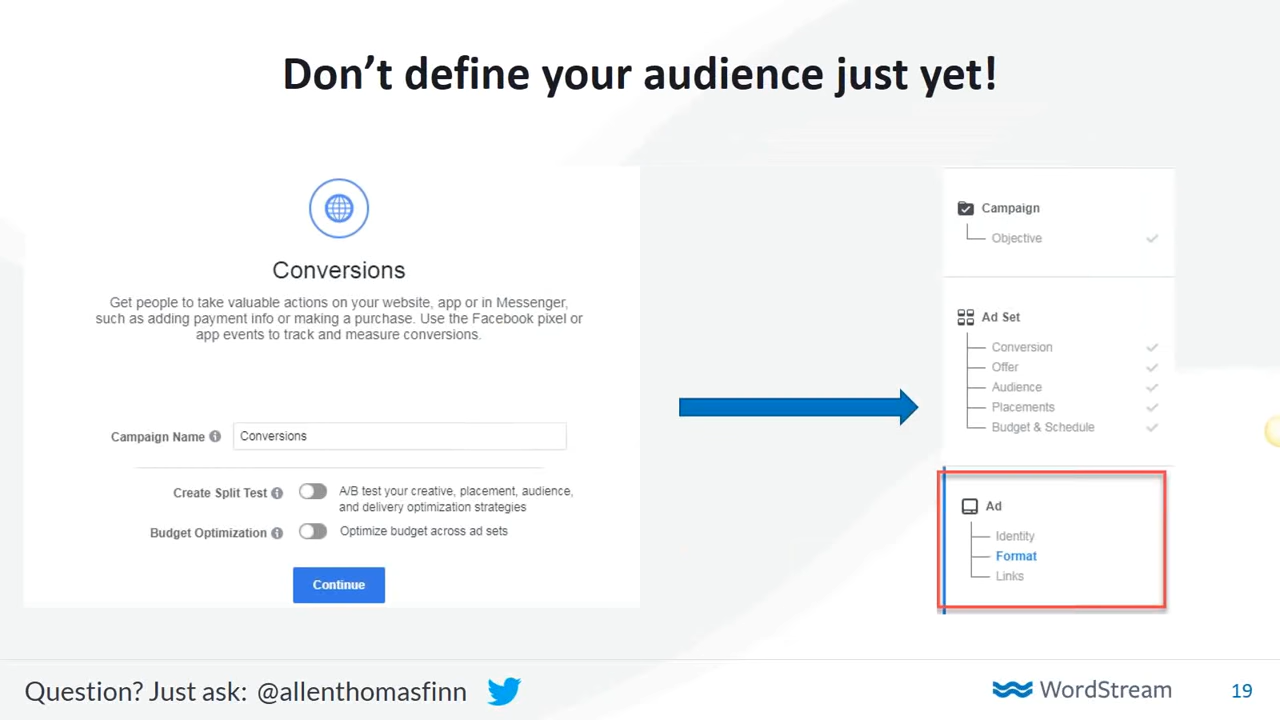 Don't define your audience just yet!
Conversions
Get people to take valuable actions on your website, app or in Messenger,
such as adding payment info or making a purchase. Use the Facebook pixel or
app events to track and measure conversions.
Campaign Name
Conversions
Create Split Test
A/B test your creative, placement, audience,
and delivery optimization strategies
Budget Optimization
Optimize budget across ad sets
Continue
Campaign
Objective
Ad Set
Conversion
Offer
Audience
Placements
Budget & Schedule
Ad
Identity
Format
Links
Question? Just ask: @allenthomasfinn
WordStream
19